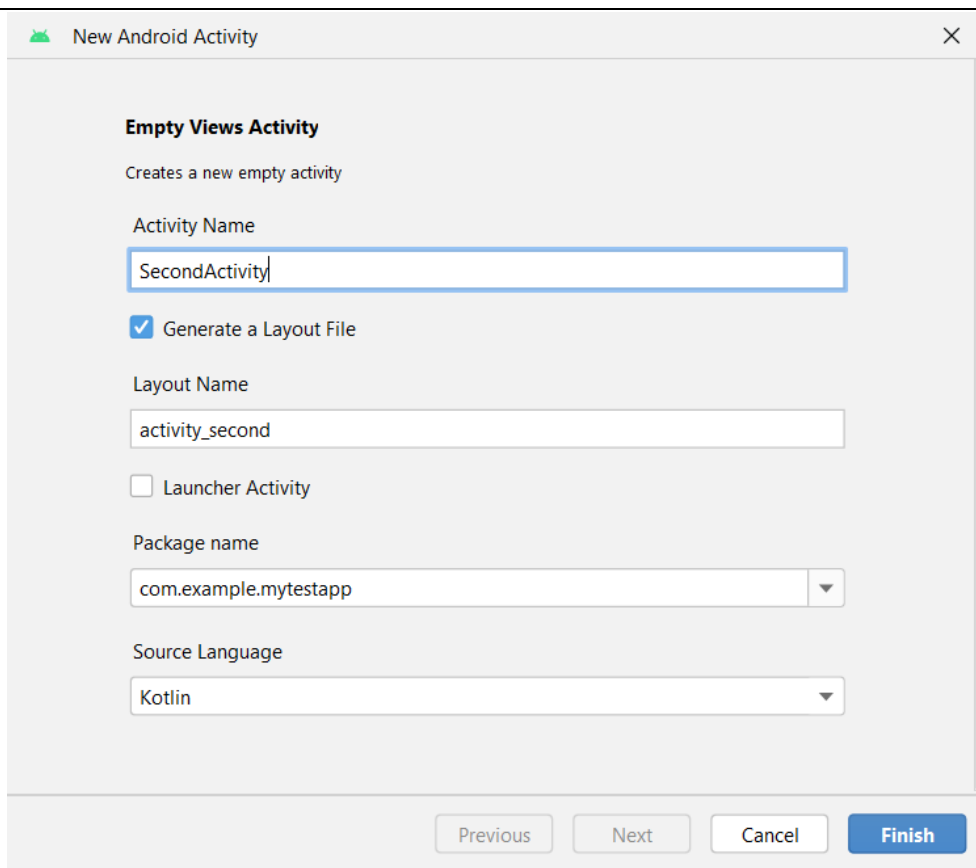 New Android Activity
Empty Views Activity
Creates a new empty activity
Activity Name
SecondActivity
Generate a Layout File
Layout Name
activity_second
Launcher Activity
Package name
com.example.mytestapp
Source Language
Kotlin
Previous Next Cancel Finish